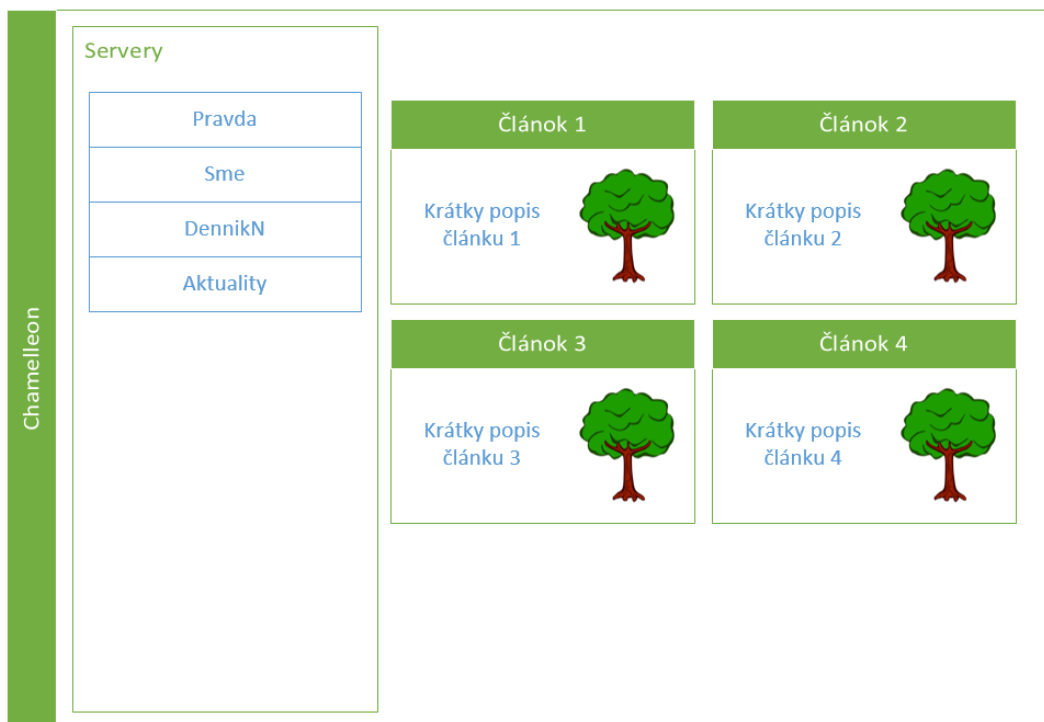 Chamelleon
Servery
Pravda
Sme
DennikN
Aktuality
Článok 1
Krátky popis
článku 1
Článok 2
Krátky popis
článku 2
Článok 3
Krátky popis
článku 3
Článok 4
Krátky popis
článku 4